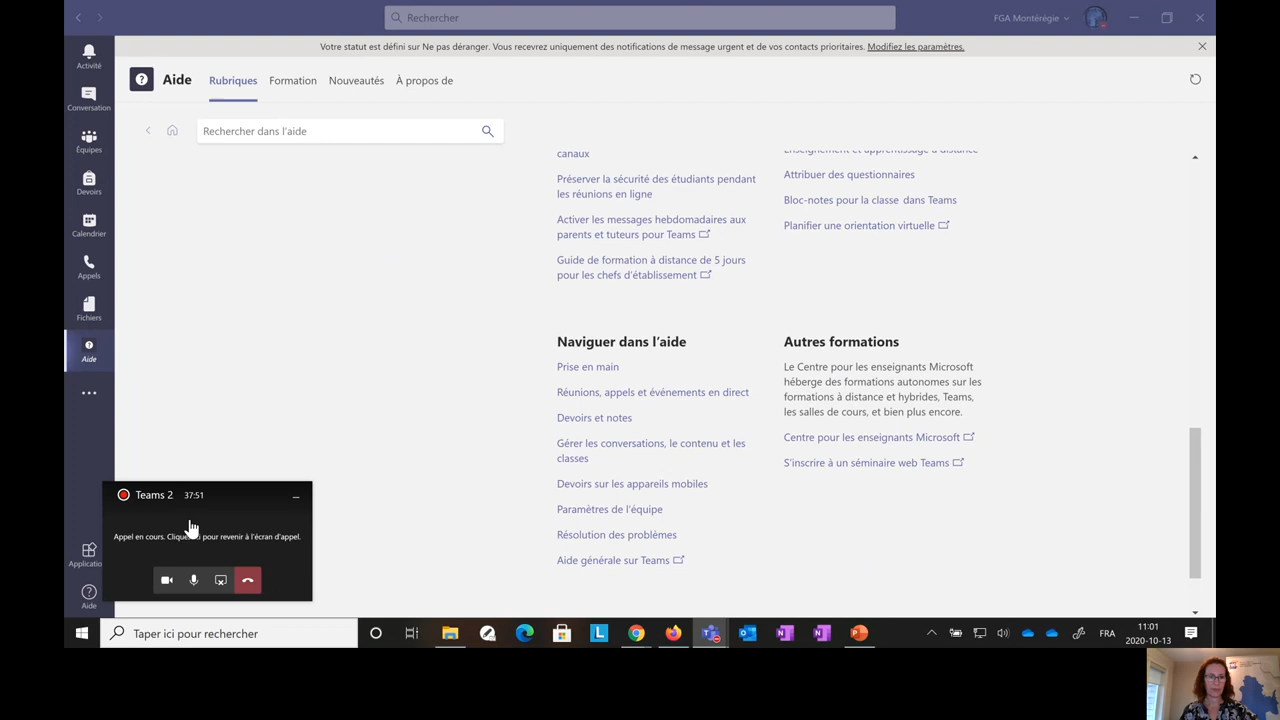 Rechercher
FGA Montérégie
Votre statut est défini sur Ne pas déranger. Vous recevrez uniquement des notifications de message urgent et de vos contacts prioritaires. Modifiez les paramètres.
Activité
Conversation
Équipes
Devoirs
Calendrier
Appels
Fichiers
Aide
Application
Aide
Aide
Rubriques
Formation
Nouveautés
À propos de
Rechercher dans l'aide
canaux
Préserver la sécurité des étudiants pendant
les réunions en ligne
Activer les messages hebdomadaires aux
parents et tuteurs pour Teams
Guide de formation à distance de 5 jours
pour les chefs d'établissement
Enseignement et apprentissage à distance
Attribuer des questionnaires
Bloc-notes pour la classe dans Teams
Planifier une orientation virtuelle
Naviguer dans l'aide
Prise en main
Réunions, appels et événements en direct
Devoirs et notes
Gérer les conversations, le contenu et les
classes
Devoirs sur les appareils mobiles
Paramètres de l'équipe
Résolution des problèmes
Aide générale sur Teams
Autres formations
Le Centre pour les enseignants Microsoft
héberge des formations autonomes sur les
formations à distance et hybrides, Teams,
les salles de cours, et bien plus encore.
Centre pour les enseignants Microsoft
S'inscrire à un séminaire web Teams
Teams 2 37:51
Appel en cours. Cliquez ici pour revenir à l'écran d'appel.
Taper ici pour rechercher
FRA
11:01
2020-10-13